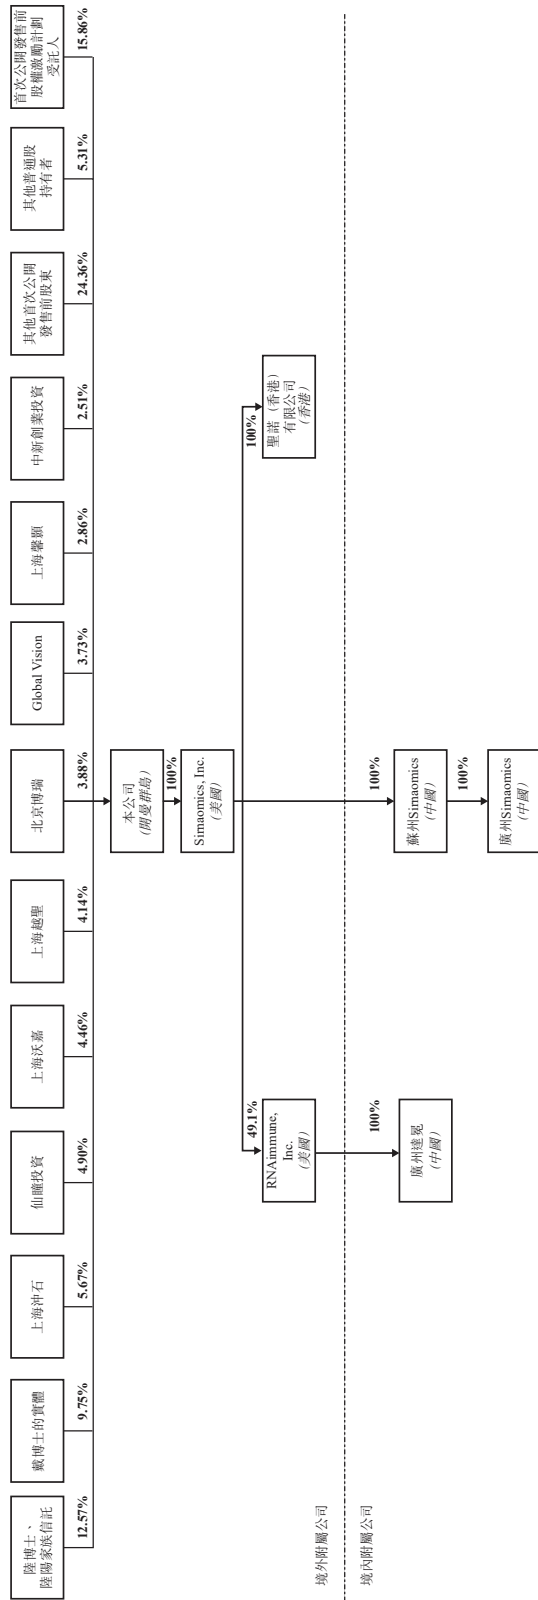 陸博士、
陸陽家族信託
12.57%
戴博士的實體
9.75%
上海沖石
5.67%
仙瞳投資
4.90%
上海沃嘉
4.46%
上海越聖
4.14%
北京博瑞
3.88%
Global Vision
3.73%
上海馨顥
2.86%
中新創業投資
2.51%
其他首次公開
發售前股東
24.36%
其他普通股
持有者
5.31%
首次公開發售前
股權激勵計劃
受託人
15.86%
本公司
(開曼群島)
100%
Sirnaomics, Inc.
(美國)
49.1%
100%
RNAimmune,
Inc.
(美國)
聖諾（香港）
有限公司
(香港)
境外附屬公司
境內附屬公司
100%
100%
廣州達冕
(中國)
蘇州Sirnaomics
(中國)
100%
廣州Sirnaomics
(中國)